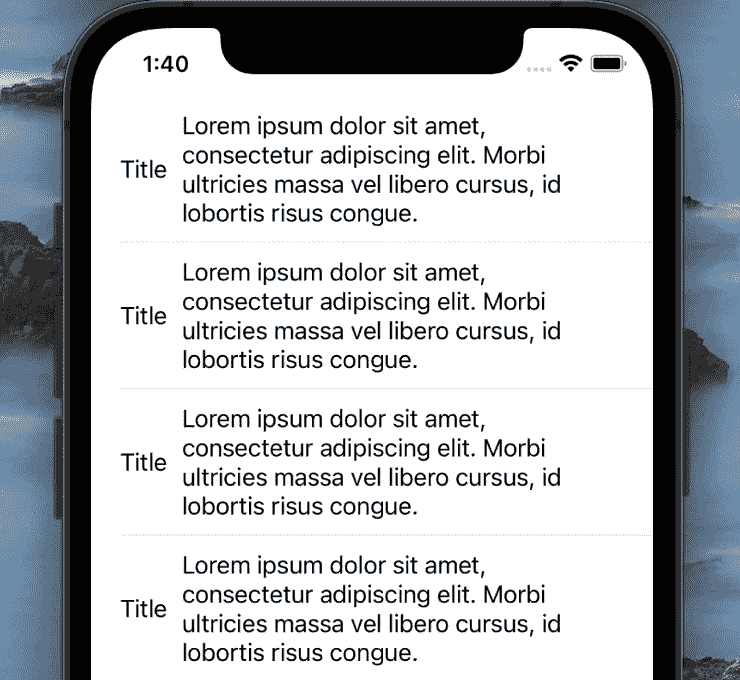 1:40
Lorem ipsum dolor sit amet,
consectetur adipiscing elit. Morbi
Title
ultricies massa vel libero cursus, id
lobortis risus congue.
Lorem ipsum dolor sit amet,
consectetur adipiscing elit. Morbi
Title
ultricies massa vel libero cursus, id
lobortis risus congue.
Lorem ipsum dolor sit amet,
consectetur adipiscing elit. Morbi
Title
ultricies massa vel libero cursus, id
lobortis risus congue.
Lorem ipsum dolor sit amet,
consectetur adipiscing elit. Morbi
Title
ultricies massa vel libero cursus, id
lobortis risus congue.